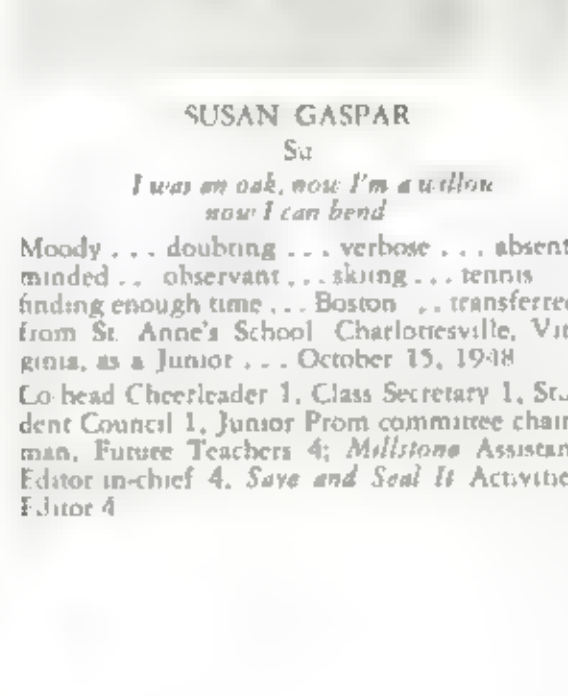 SUSAN GASPAR
Su
I was an oak, now I'm a willow
now I can bend
Moody . . . doubting . . . verbose . . . absent
minded . . observant . . . skiing . . . tennis
finding enough time . . . Boston . . transferred
from St. Anne's School Charlottesville, Vir
ginia, as a Junior . . . October 15, 1948
Co-head Cheerleader 1, Class Secretary 1, Stu
dent Council 1, Junior Prom committee chair
man, Future Teachers 4; Millstone Assistant
Editor in-chief 4, Save and Seal It Activities
Editor 4